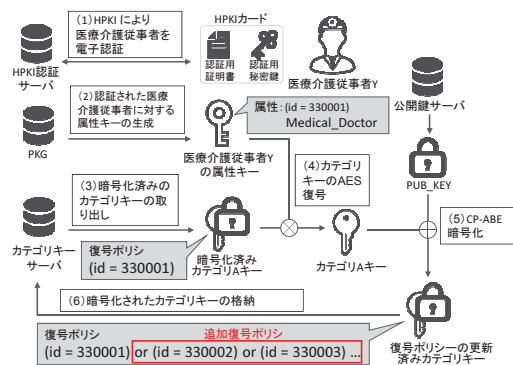 (1)HPKI により
医療介護従事者を
電子認証
HPKIカード
認証用
証明書
認証用
秘密鍵
HPKI認証
サーバ
医療介護従事者Y
(2)認証された医療
介護従事者に対する
属性キーの生成
属性:(id = 330001)
Medical_Doctor
公開鍵サーバ
PKG
医療介護従事者Y
の属性キー
(4)カテゴリ
キーのAES
復号
PUB_KEY
(3)暗号化済みの
カテゴリキーの取
り出し
(5)CP-ABE
暗号化
カテゴリキー
サーバ
復号ポリシ
(id = 330001)
暗号化済み
カテゴリAキー
カテゴリAキー
(6)暗号化されたカテゴリキーの格納
復号ポリシ
追加復号ポリシ
(id = 330001) or (id = 330002) or (id = 330003) ...
復号ポリシーの更新
済みカテゴリキー